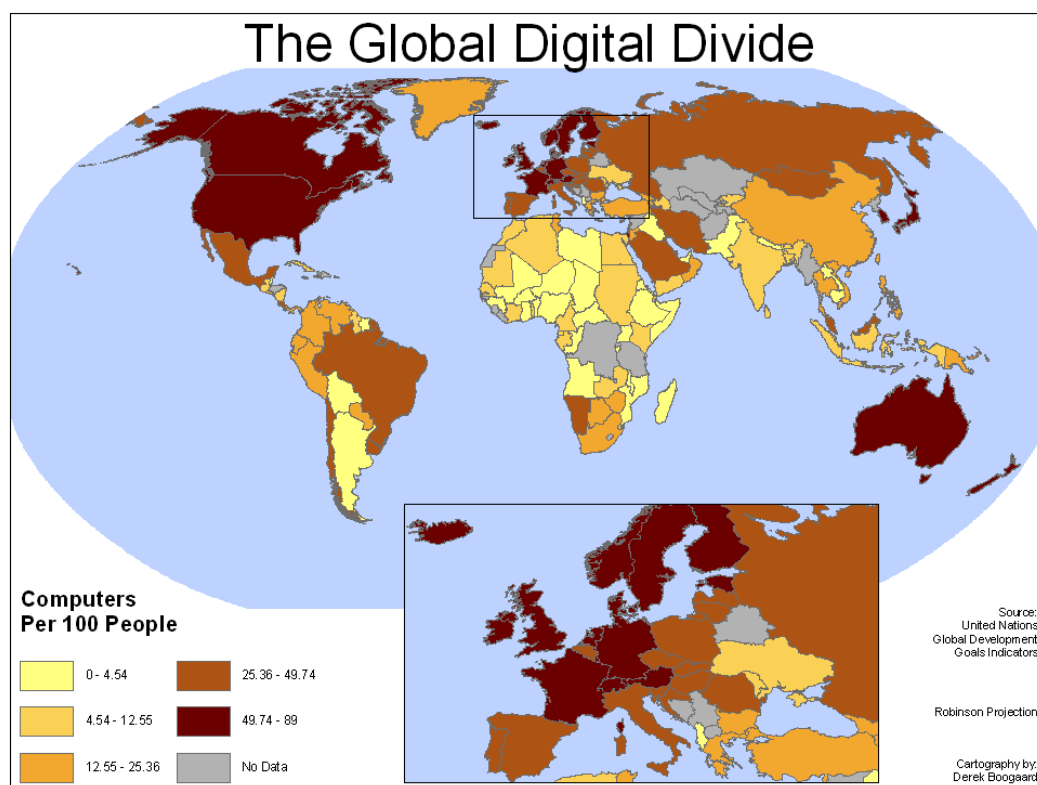 The Global Digital Divide
Computers
Per 100 People
0 - 4.54
25.36 - 49.74
4.54 - 12.55
49.74 - 89
12.55 - 25.36
No Data
Source:
United Nations
Global Development
Goals Indicators
Robinson Projection
Cartography by:
Derek Boogaard